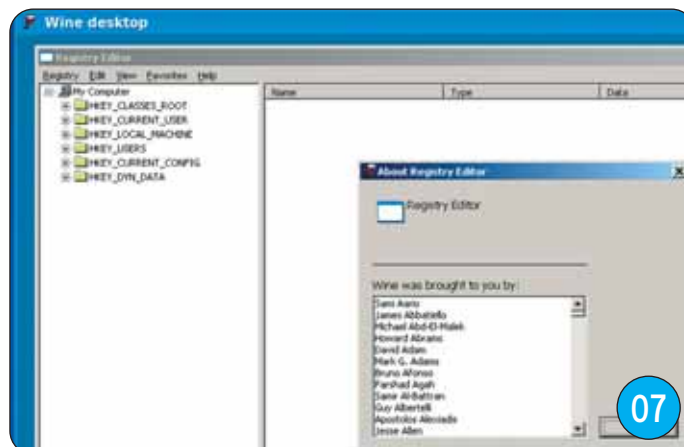 Wine desktop
Registry Editor
Registry Edit View Favorites Help
My Computer
HKEY_CLASSES_ROOT
HKEY_CURRENT_USER
HKEY_LOCAL_MACHINE
HKEY_USERS
HKEY_CURRENT_CONFIG
HKEY_DYN_DATA
Name Type Data
About Registry Editor
Registry Editor
Wine was brought to you by:
Sami Aario
James Abbatiello
Michael Abd-El-Malek
Howard Abrams
David Adam
Mark G. Adams
Bruno Afonso
Farshad Agah
Samir Al-Battran
Guy Albertelli
Apostolos Alexiadis
Jesse Allen
07